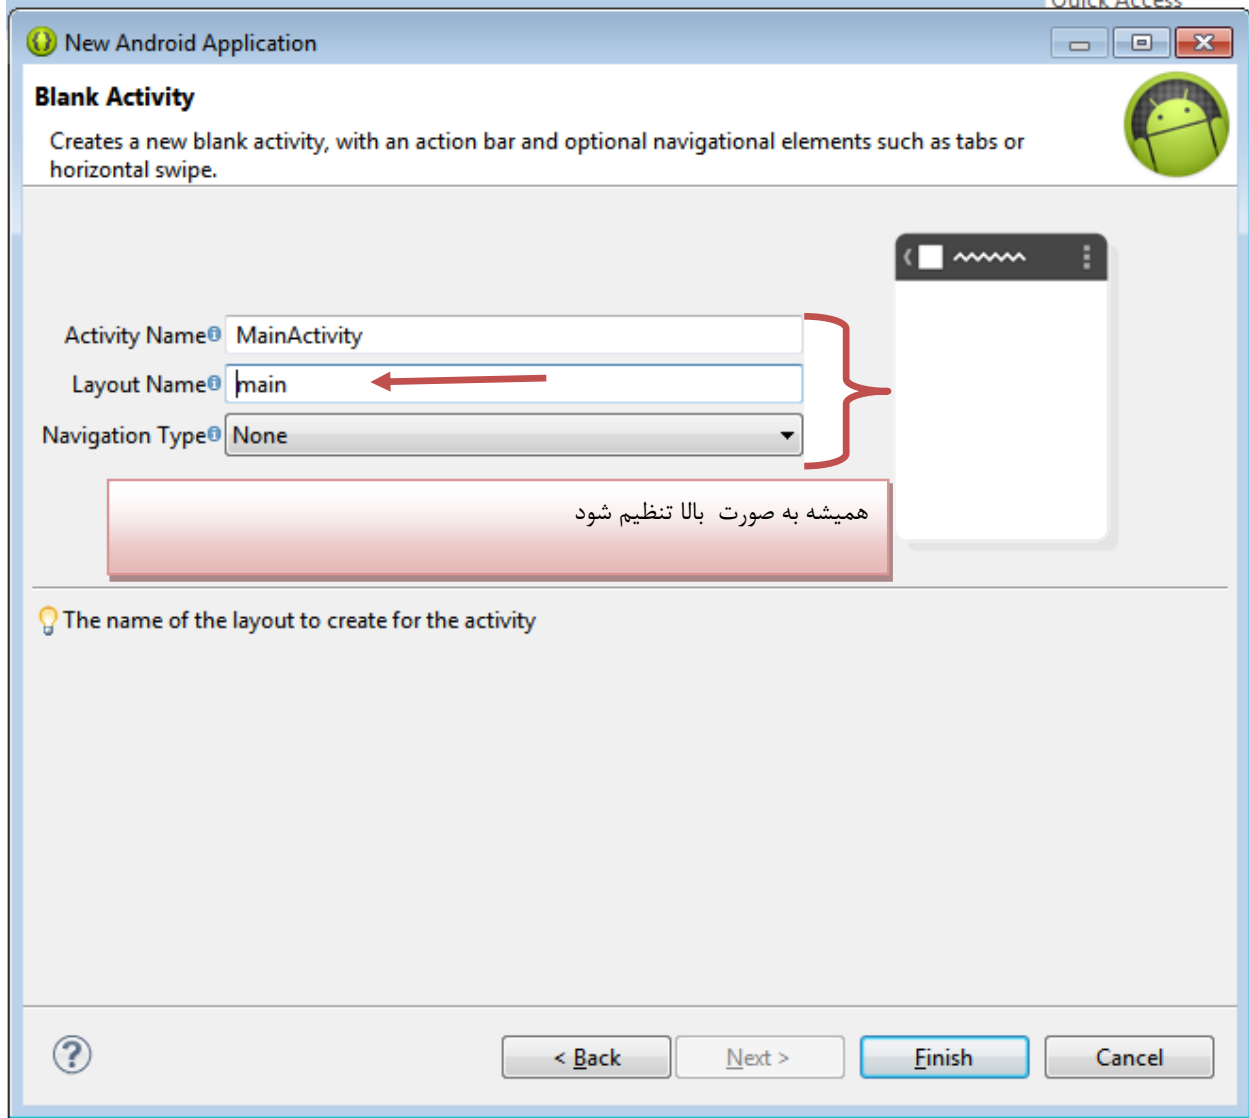 Quick Access
New Android Application
Blank Activity
Creates a new blank activity, with an action bar and optional navigational elements such as tabs or
horizontal swipe.
Activity Name MainActivity
Layout Name main
Navigation Type None
همیشه به صورت بالا تنظیم شود
The name of the layout to create for the activity
< Back Next > Finish Cancel